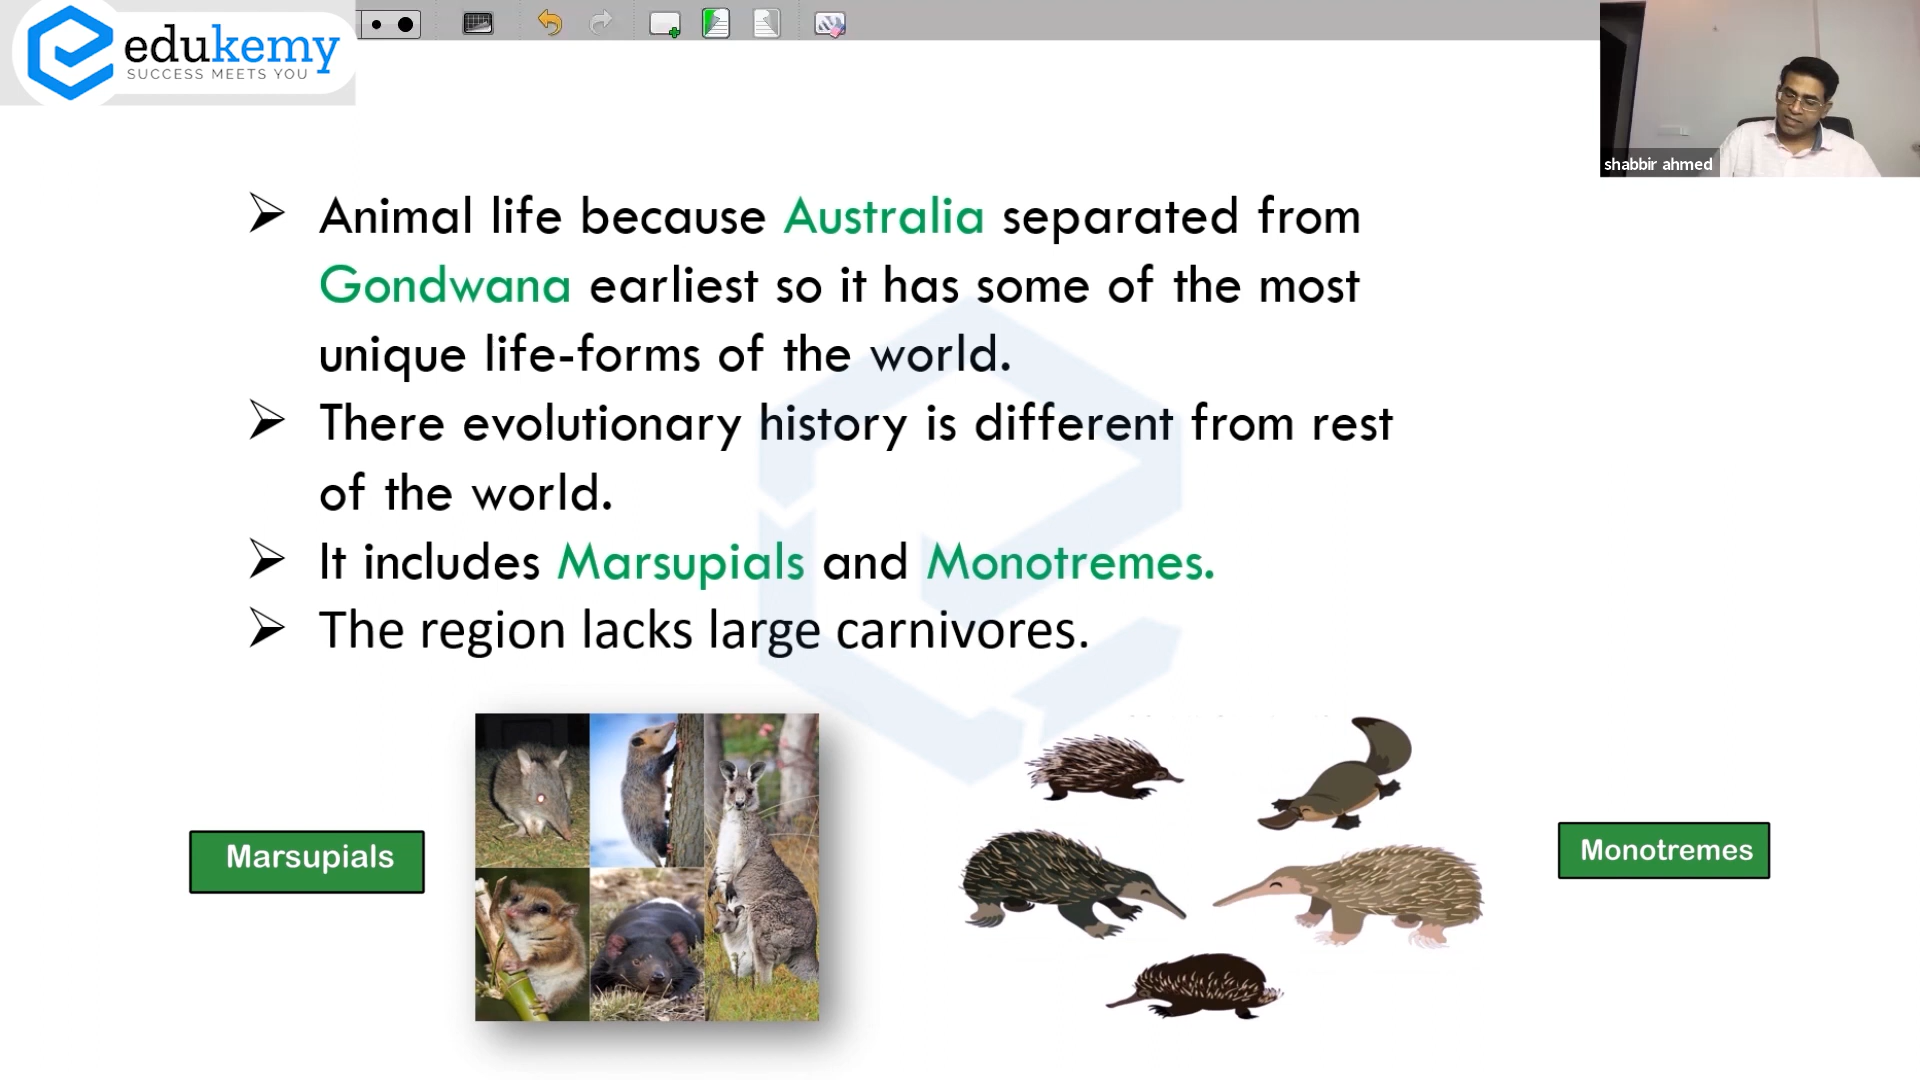 edukemy
SUCCESS MEETS YOU
shabbir ahmed
Animal life because Australia separated from
Gondwana earliest so it has some of the most
unique life-forms of the world.
There evolutionary history is different from rest
of the world.
It includes Marsupials and Monotremes.
The region lacks large carnivores.
Marsupials
Monotremes